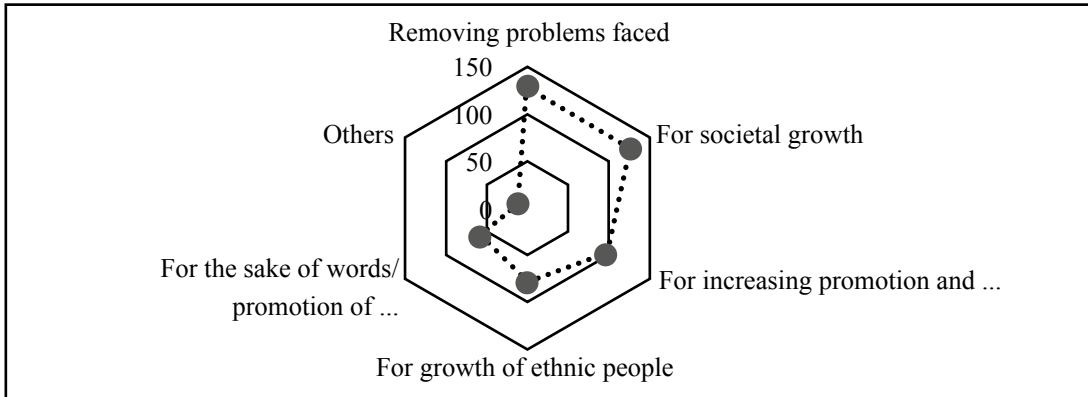 Removing problems faced
150
100
50
0
Others
For societal growth
For the sake of words/
promotion of ...
For increasing promotion and ...
For growth of ethnic people